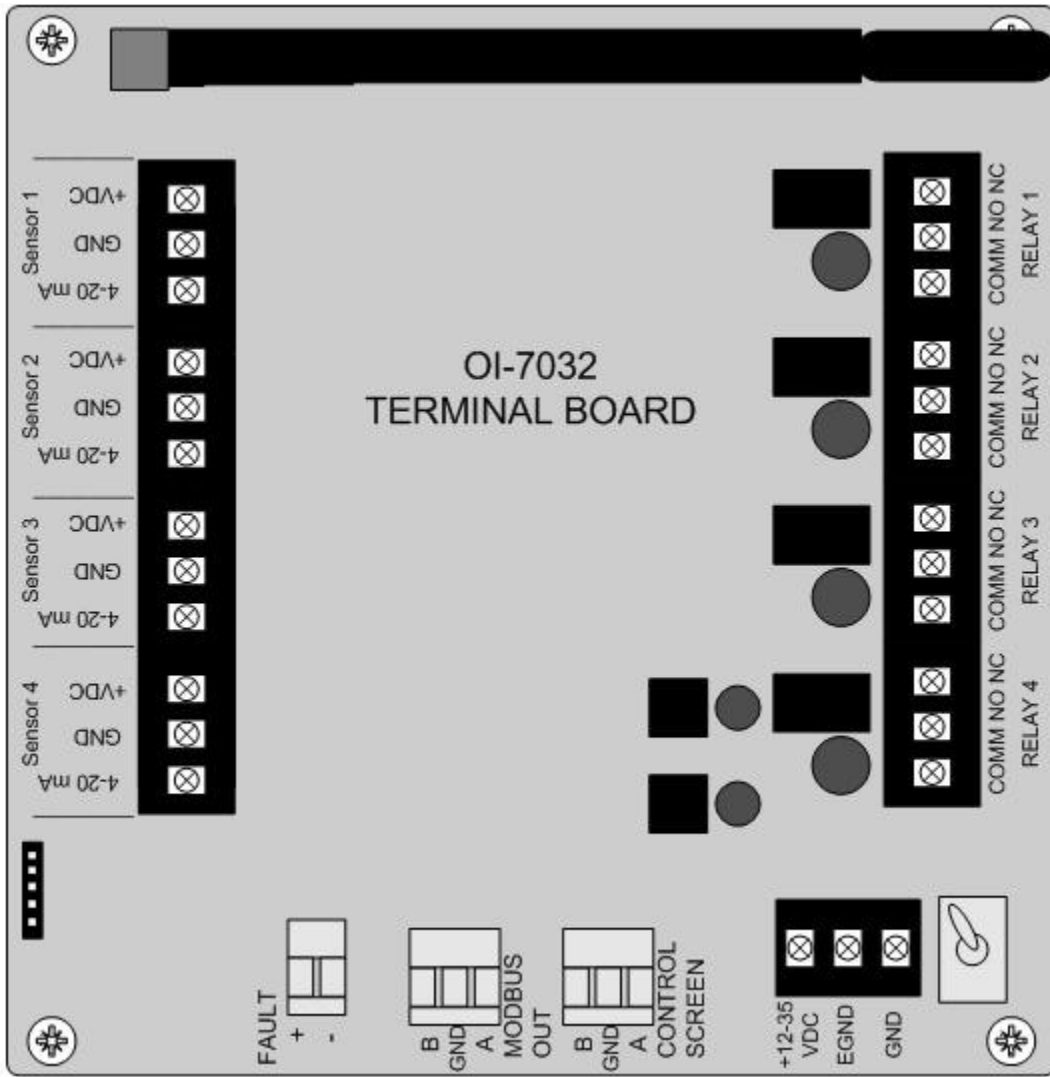 Sensor 1
+VDC
GND
4-20 mA
Sensor 2
+VDC
GND
4-20 mA
Sensor 3
+VDC
GND
4-20 mA
Sensor 4
+VDC
GND
4-20 mA
OI-7032
TERMINAL BOARD
COMM NO NC
RELAY 1
COMM NO NC
RELAY 2
COMM NO NC
RELAY 3
COMM NO NC
RELAY 4
FAULT
+
-
B
GND
A
MODBUS
OUT
B
GND
A
CONTROL
SCREEN
+12-35
VDC
EGND
GND